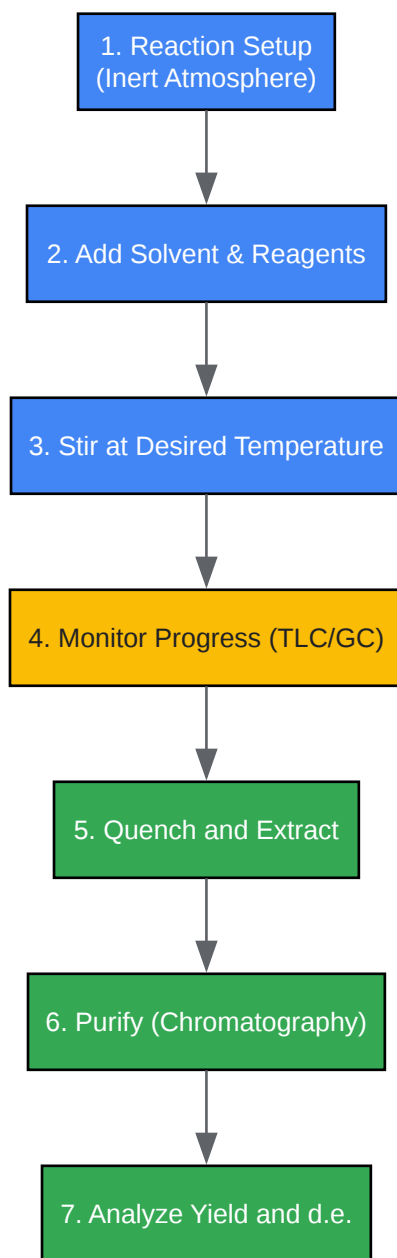 1. Reaction Setup
(Inert Atmosphere)
2. Add Solvent & Reagents
3. Stir at Desired Temperature
4. Monitor Progress (TLC/GC)
5. Quench and Extract
6. Purify (Chromatography)
7. Analyze Yield and d.e.